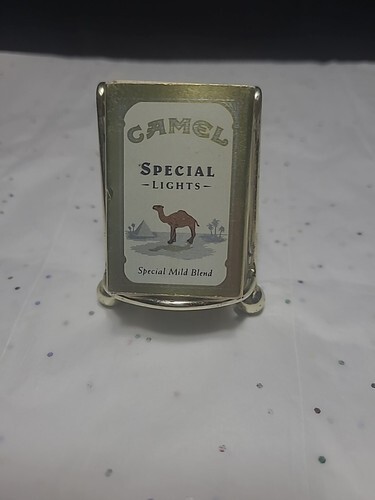 CAMEL
SPECIAL
-LIGHTS-
Special Mild Blend